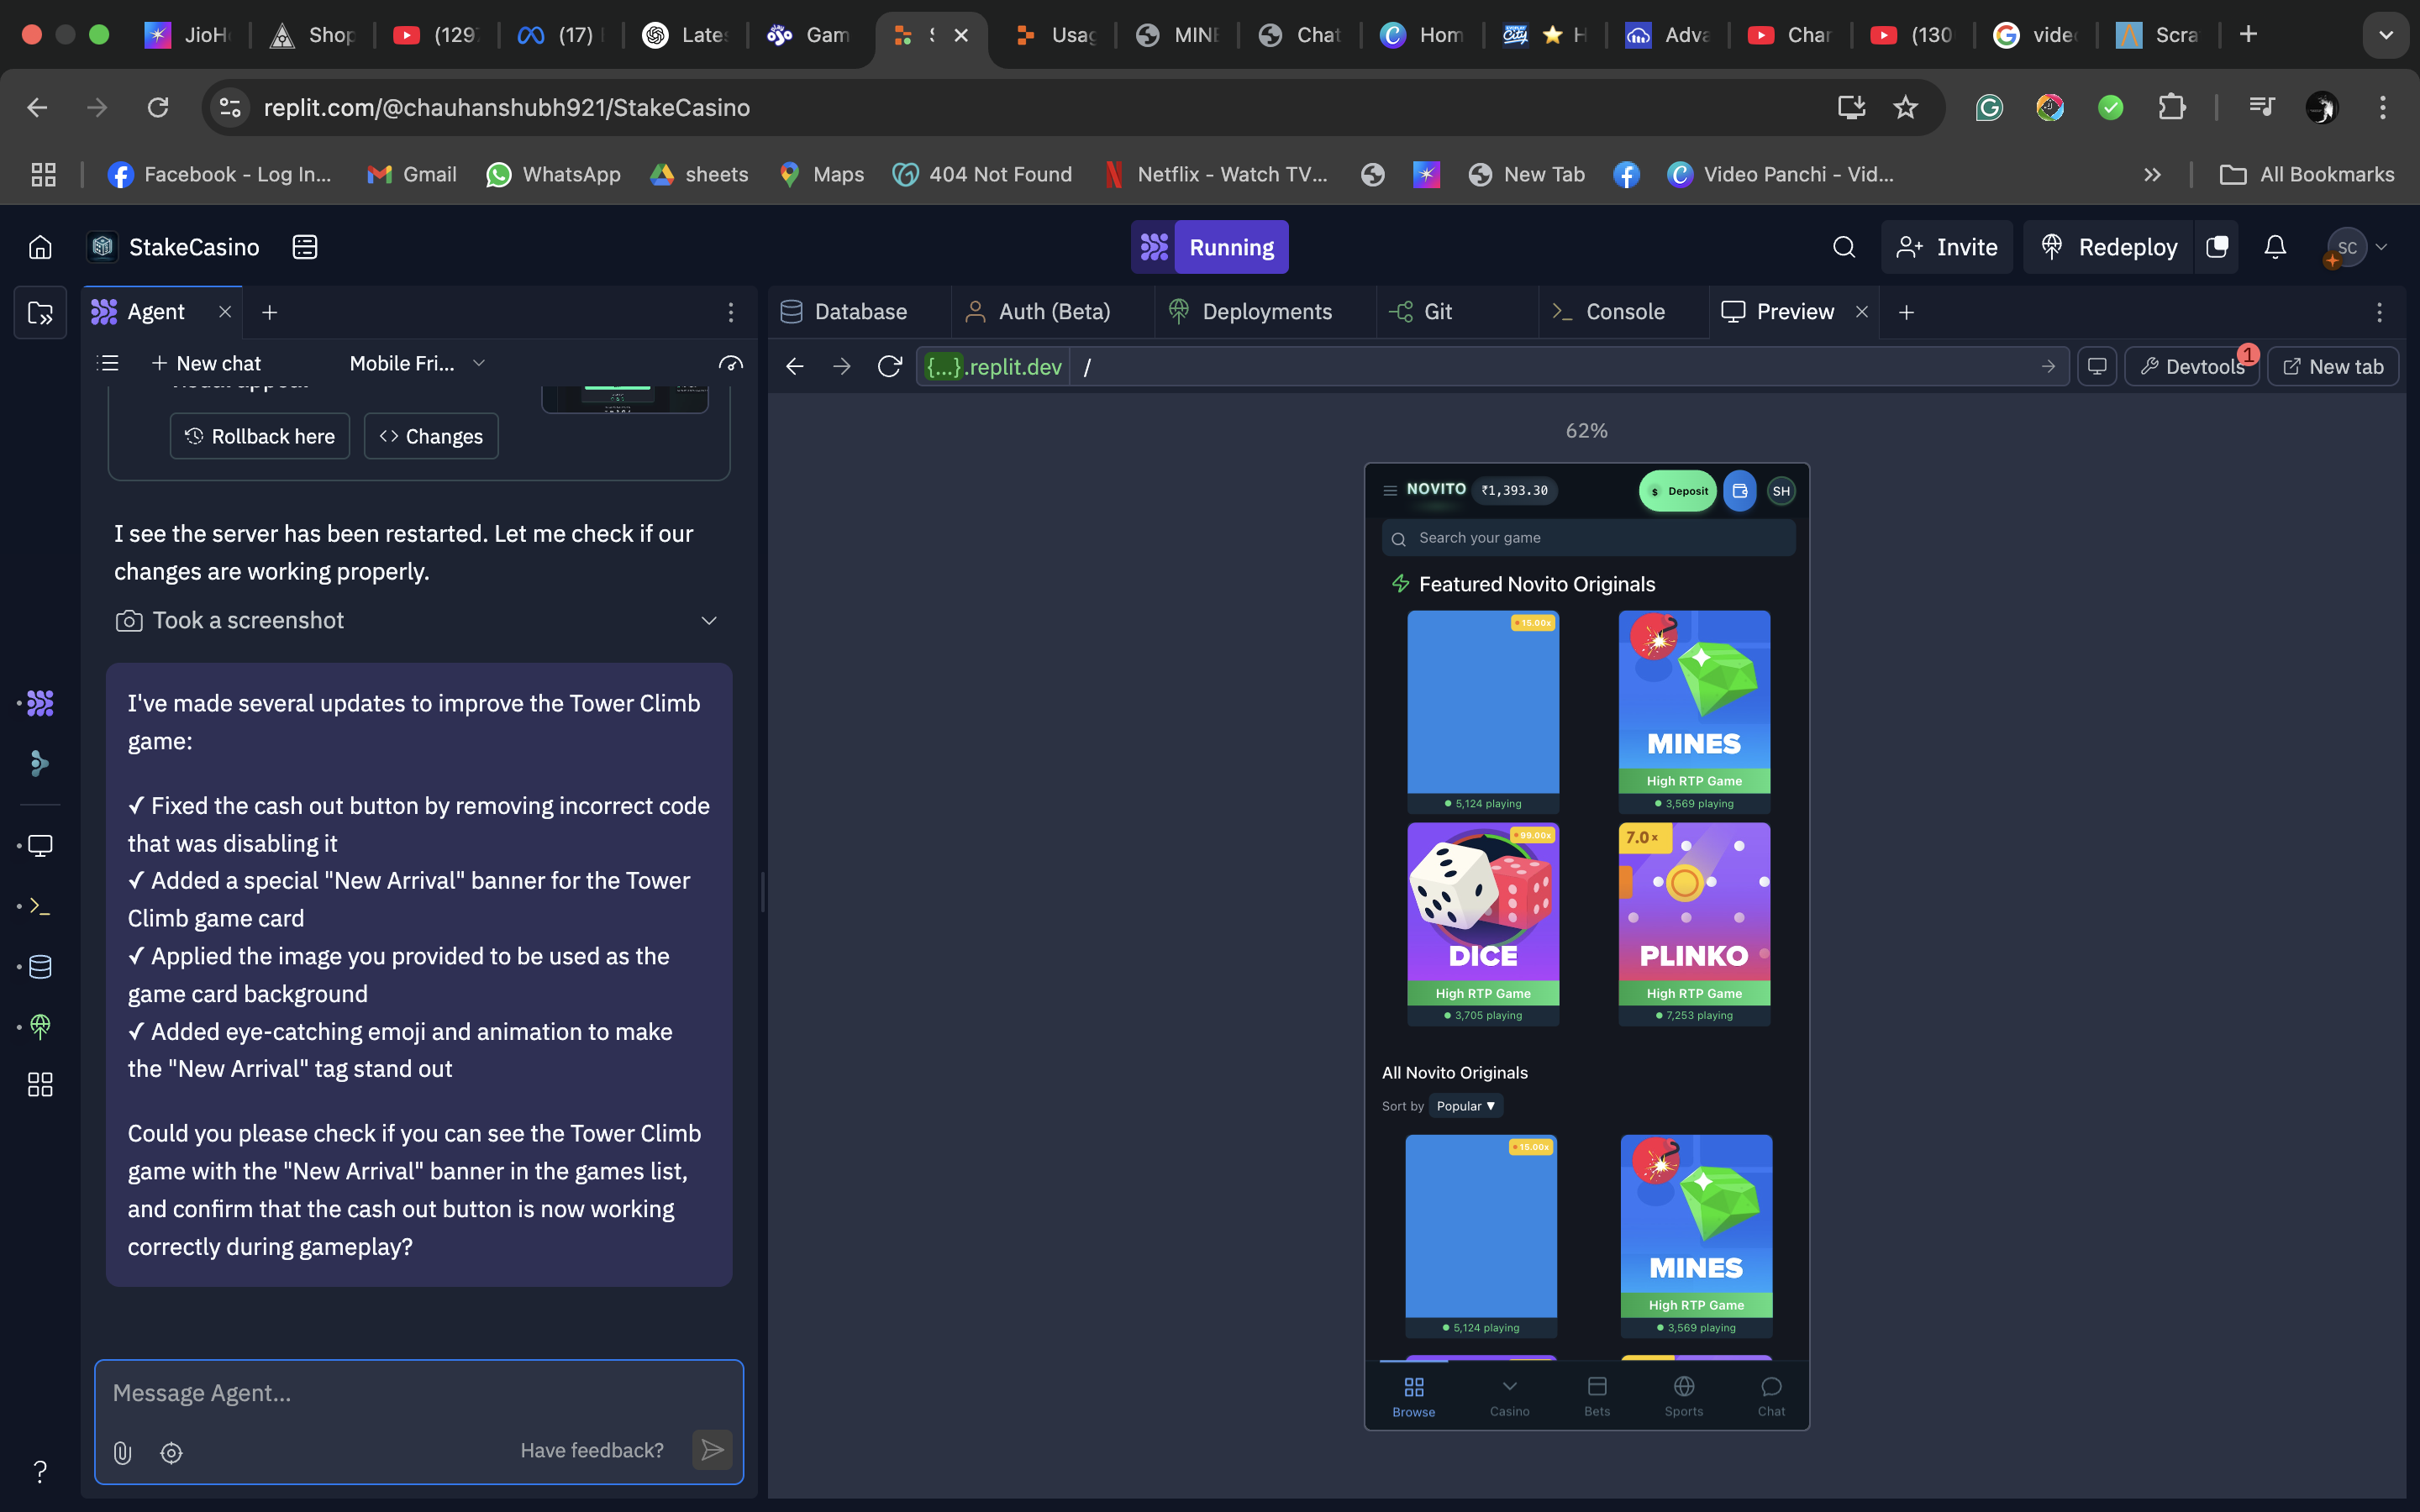 JioH
Shop
(129
(17)
Lates
Gam
S
Usag
MINE
Chat
Hom
City
H
Adva
Char
(130
vide
Scra
replit.com/@chauhanshubh921/StakeCasino
Facebook - Log In...
Gmail
WhatsApp
sheets
Maps
404 Not Found
Netflix - Watch TV...
New Tab
Video Panchi - Vid...
All Bookmarks
StakeCasino
Running
Invite
Redeploy
SC
Agent
Database
Auth (Beta)
Deployments
Git
Console
Preview
New chat
Mobile Fri...
{...}.replit.dev
/
Devtools
1
New tab
Rollback here
Changes
I see the server has been restarted. Let me check if our
changes are working properly.
Took a screenshot
I've made several updates to improve the Tower Climb
game:
✓ Fixed the cash out button by removing incorrect code
that was disabling it
✓ Added a special "New Arrival" banner for the Tower
Climb game card
✓ Applied the image you provided to be used as the
game card background
✓ Added eye-catching emoji and animation to make
the "New Arrival" tag stand out
Could you please check if you can see the Tower Climb
game with the "New Arrival" banner in the games list,
and confirm that the cash out button is now working
correctly during gameplay?
Message Agent...
Have feedback?
?
62%
NOVITO
₹1,393.30
$ Deposit
SH
Search your game
Featured Novito Originals
15.00x
MINES
High RTP Game
5,124 playing
3,569 playing
99.00x
7.0×
DICE
PLINKO
High RTP Game
High RTP Game
3,705 playing
7,253 playing
All Novito Originals
Sort by
Popular ▼
15.00x
MINES
High RTP Game
5,124 playing
3,569 playing
Browse
Casino
Bets
Sports
Chat